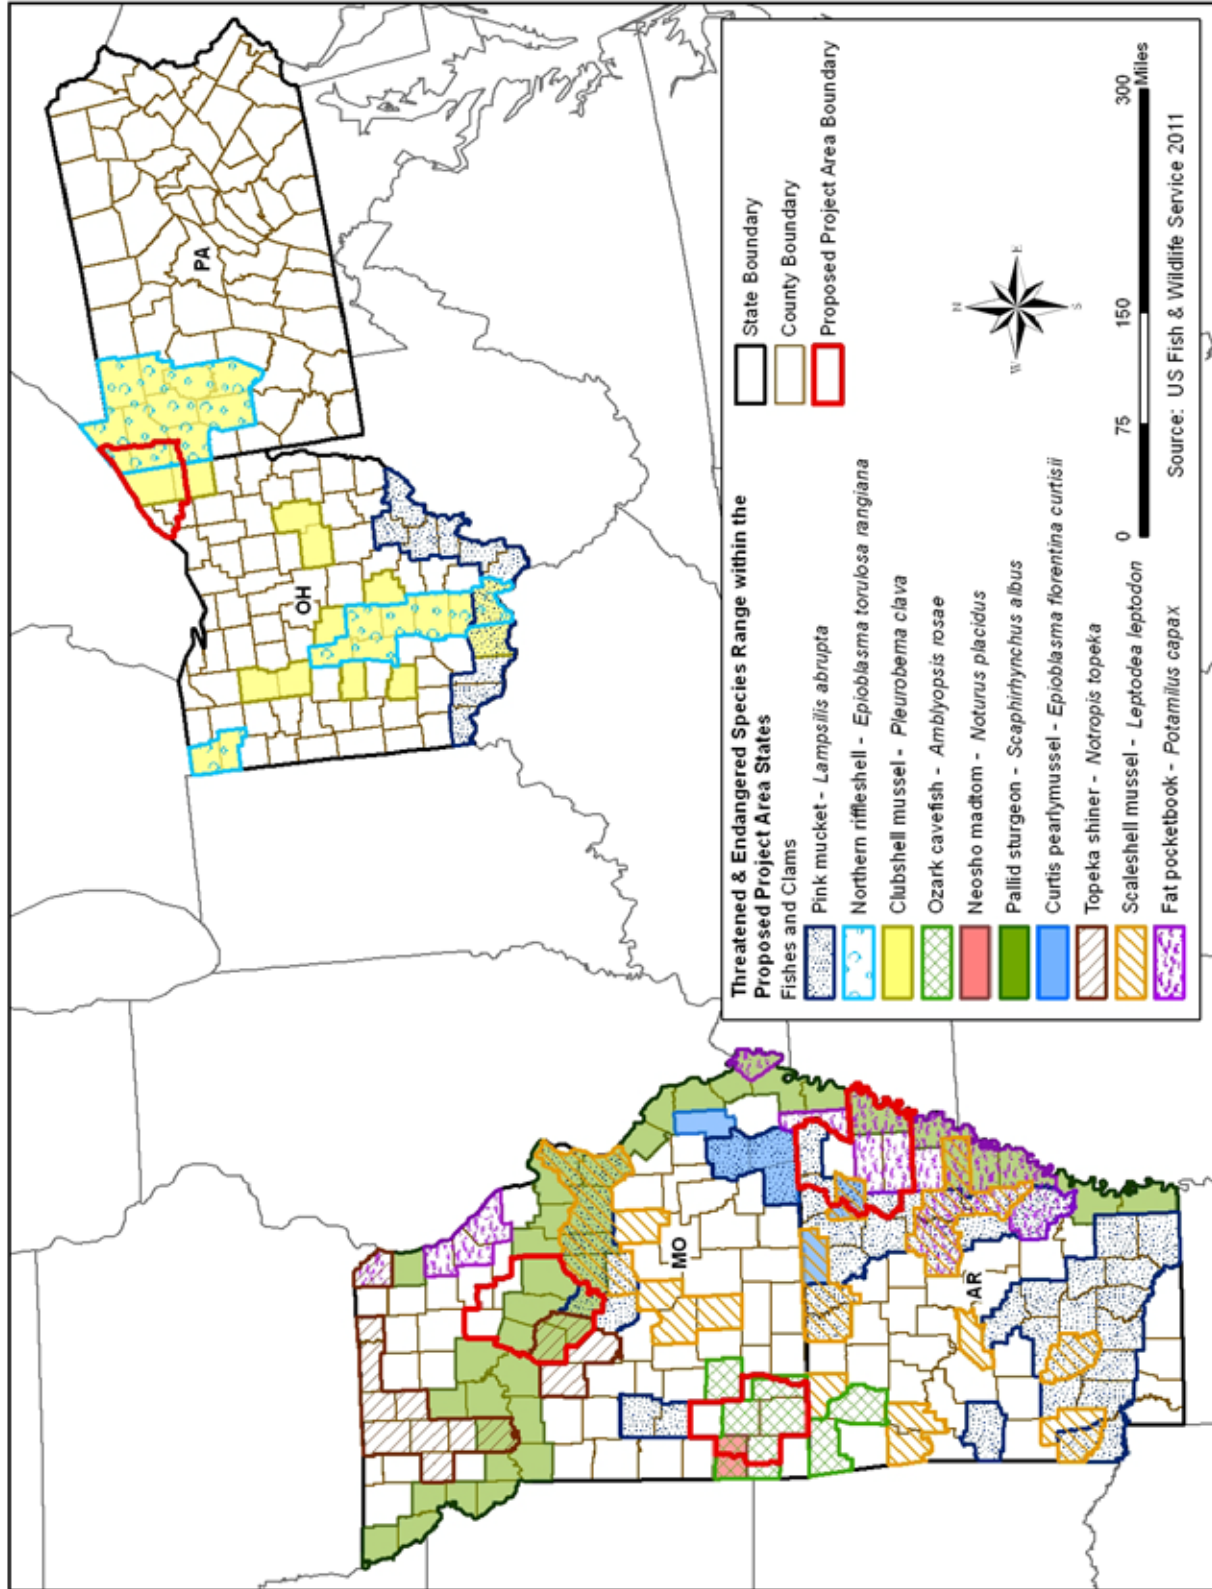 PA
OH
MO
AR
Threatened & Endangered Species Range within the
Proposed Project Area States
Fishes and Clams
Pink mucket - Lampsilis abrupta
Northern riffleshell - Epioblasma torulosa rangiana
Clubshell mussel - Pleurobema clava
Ozark cavefish - Amblyopsis rosae
Neosho madtom - Noturus placidus
Pallid sturgeon - Scaphirhynchus albus
Curtis pearlymussel - Epioblasma florentina curtisii
Topeka shiner - Notropis topeka
Scaleshell mussel - Leptodea leptodon
Fat pocketbook - Potamilus capax
State Boundary
County Boundary
Proposed Project Area Boundary
N
W E
S
0 75 150 300
Miles
Source: US Fish & Wildlife Service 2011